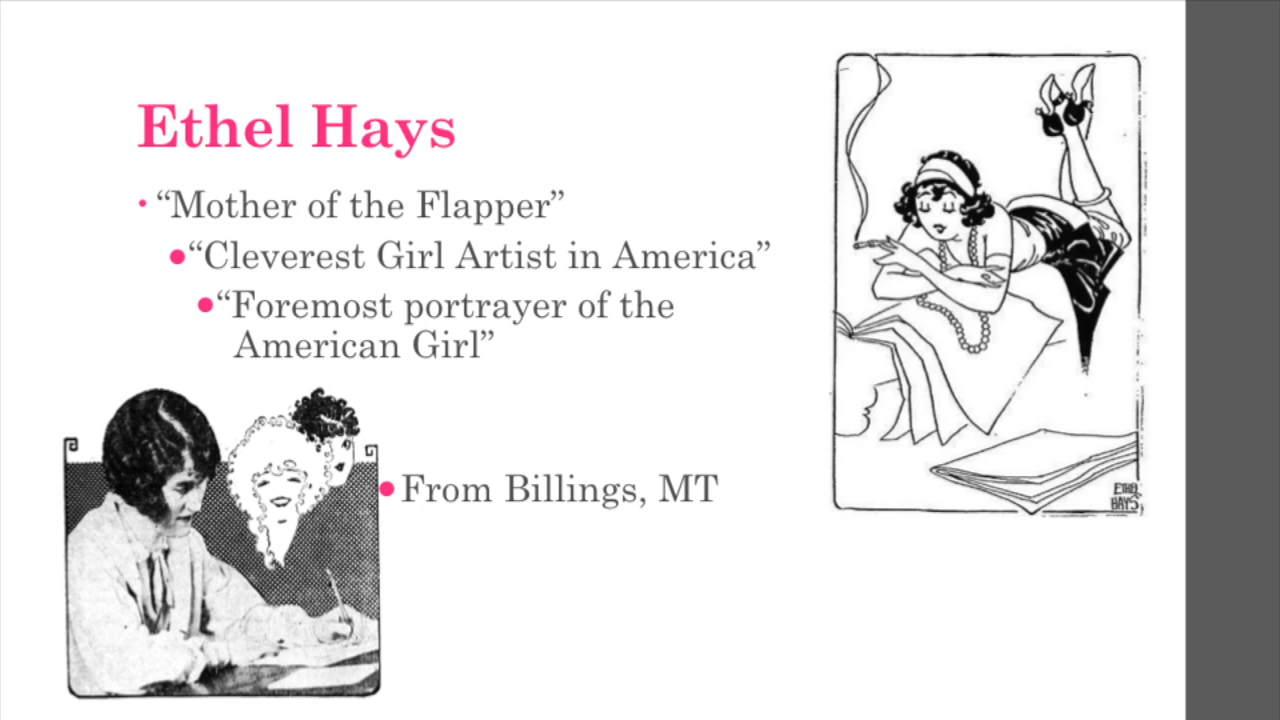 Ethel Hays
• “Mother of the Flapper”
•“Cleverest Girl Artist in America”
•“Foremost portrayer of the
American Girl”
•From Billings, MT
ETHEL
HAYS